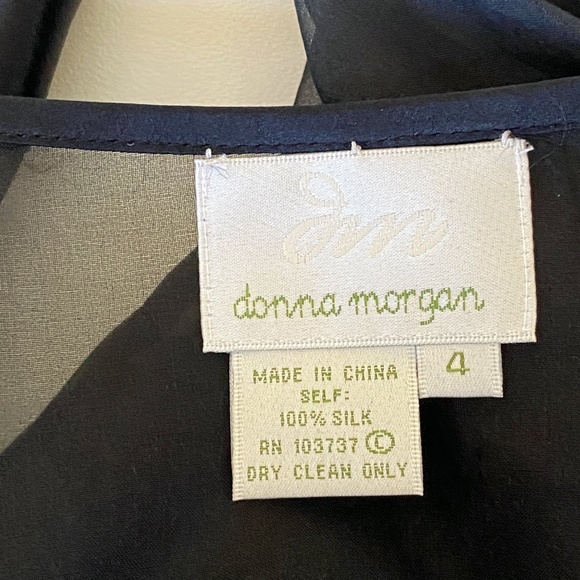 dm
donna morgan
4
MADE IN CHINA
SELF:
100% SILK
RN 103737 ©
DRY CLEAN ONLY